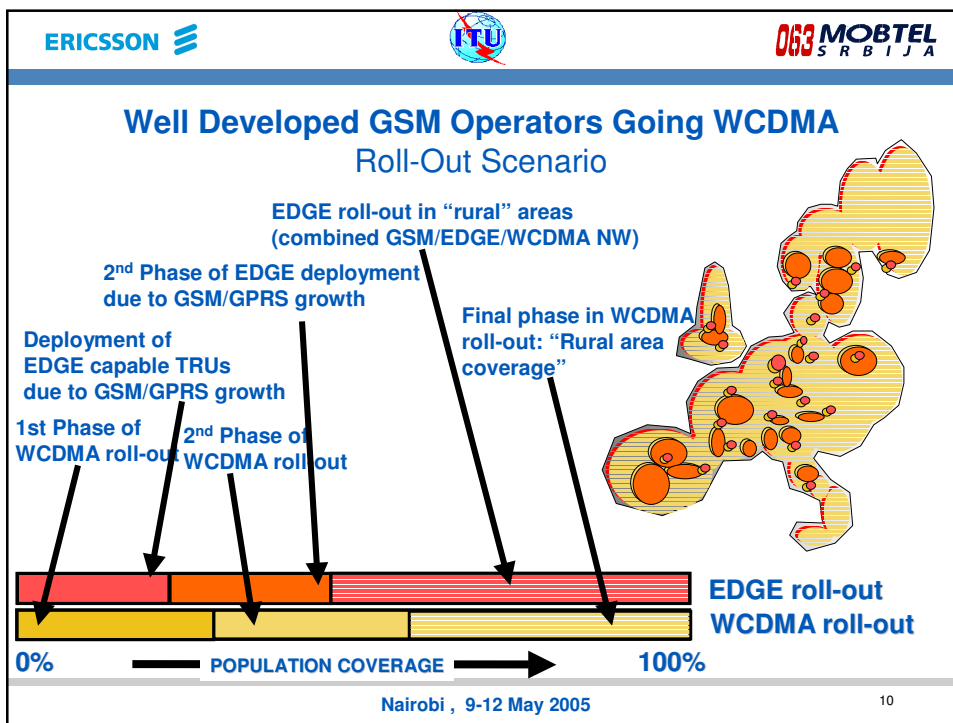 ERICSSON
ITU
063 MOBTEL
SRBIJA
Well Developed GSM Operators Going WCDMA
Roll-Out Scenario
EDGE roll-out in “rural” areas
(combined GSM/EDGE/WCDMA NW)
2nd Phase of EDGE deployment
due to GSM/GPRS growth
Final phase in WCDMA
roll-out: “Rural area
coverage”
Deployment of
EDGE capable TRUs
due to GSM/GPRS growth
1st Phase of
WCDMA roll-out
2nd Phase of
WCDMA roll-out
EDGE roll-out
WCDMA roll-out
0%
POPULATION COVERAGE
100%
Nairobi , 9-12 May 2005
10